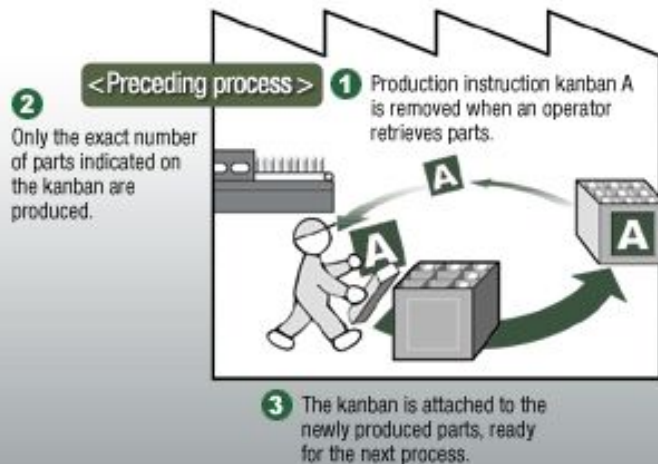 <Preceding process>
1 Production instruction kanban A
is removed when an operator
retrieves parts.
2
Only the exact number
of parts indicated on
the kanban are
produced.
A
A
A
3 The kanban is attached to the
newly produced parts, ready
for the next process.